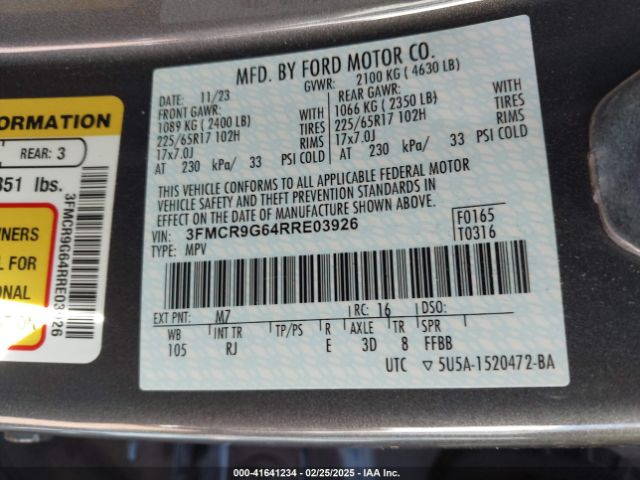 ORMATION
REAR: 3
351 lbs.
NERS
L FOR
ONAL
3FMCR9G64RRE03926
MFD. BY FORD MOTOR CO.
DATE: 11/23 GVWR: 2100 KG ( 4630 LB)
FRONT GAWR: REAR GAWR:
1089 KG ( 2400 LB) 1066 KG ( 2350 LB)
225/65R17 102H TIRES 225/65R17 102H TIRES
17x7.0J RIMS 17x7.0J RIMS
AT 230 kPa/ 33 PSI COLD AT 230 kPa/ 33 PSI COLD
THIS VEHICLE CONFORMS TO ALL APPLICABLE FEDERAL MOTOR
VEHICLE SAFETY AND THEFT PREVENTION STANDARDS IN
EFFECT ON THE DATE OF MANUFACTURE SHOWN ABOVE.
VIN: 3FMCR9G64RRE03926 F0165
TYPE: MPV T0316
EXT PNT: M7 RC: 16 DSO:
WB INT TR TP/PS R AXLE TR SPR
105 RJ E 3D 8 FFBB
UTC ▽5U5A-1520472-BA
000-41641234 | 02/25/2025 | IAA Inc.